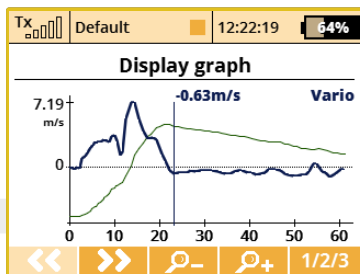 Tx Default 12:22:19 64%
Display graph
-0.63m/s Vario
7.19
m/s
0
0 10 20 30 40 50 60
<< >> - + 1/2/3